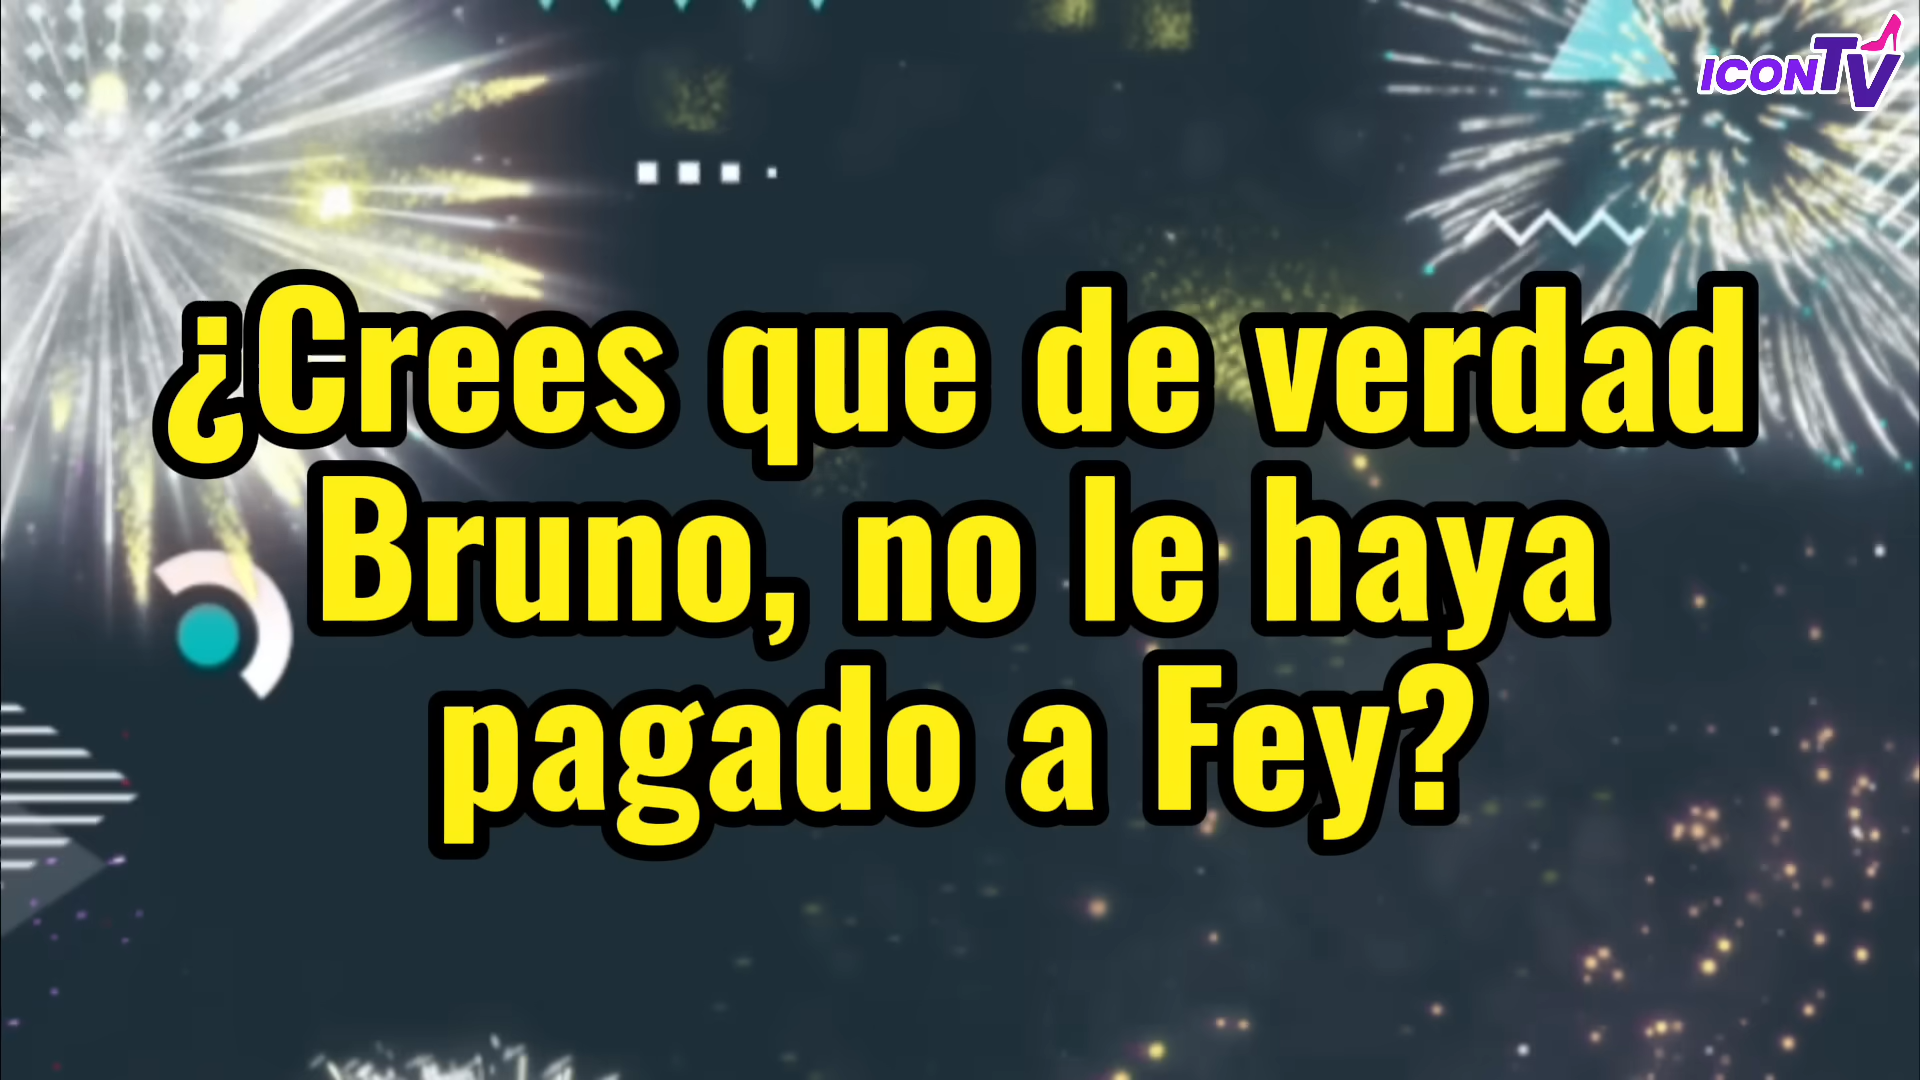 ICONTV
¿Crees que de verdad
Bruno, no le haya
pagado a Fey?